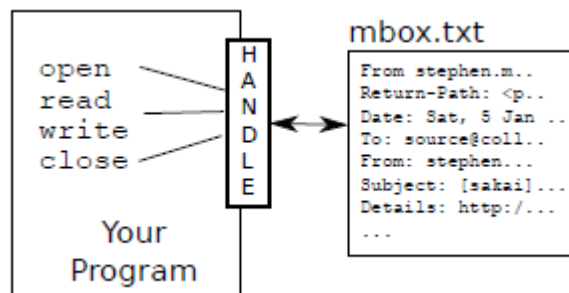 open
read
write
close
HANDLE
Your
Program
mbox.txt
From stephen.m..
Return-Path: <p..
Date: Sat, 5 Jan ..
To: source@coll..
From: stephen...
Subject: [sakai]...
Details: http:/...
...